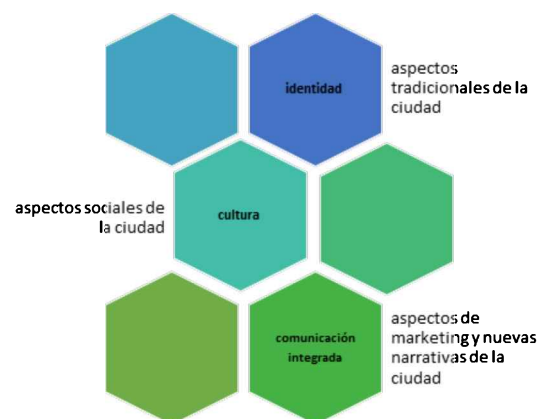 identidad
aspectos
tradicionales de la
ciudad
aspectos sociales de
la ciudad
cultura
comunicación
integrada
aspectos de
marketing y nuevas
narrativas de la
ciudad